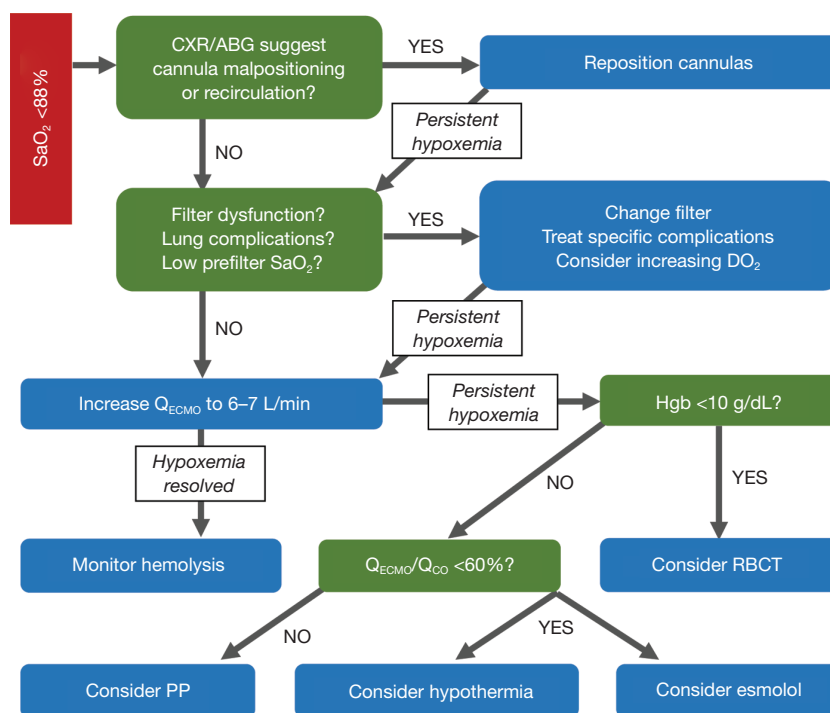 SaO₂ <88%
CXR/ABG suggest
cannula malpositioning
or recirculation?
YES
Reposition cannulas
Persistent
hypoxemia
NO
Filter dysfunction?
Lung complications?
Low prefilter SaO₂?
YES
Change filter
Treat specific complications
Consider increasing DO₂
Persistent
hypoxemia
NO
Increase Q_ECMO to 6–7 L/min
Persistent
hypoxemia
Hgb <10 g/dL?
Hypoxemia
resolved
NO
YES
Monitor hemolysis
Q_ECMO/Q_CO <60%?
Consider RBCT
NO
YES
Consider PP
Consider hypothermia
Consider esmolol